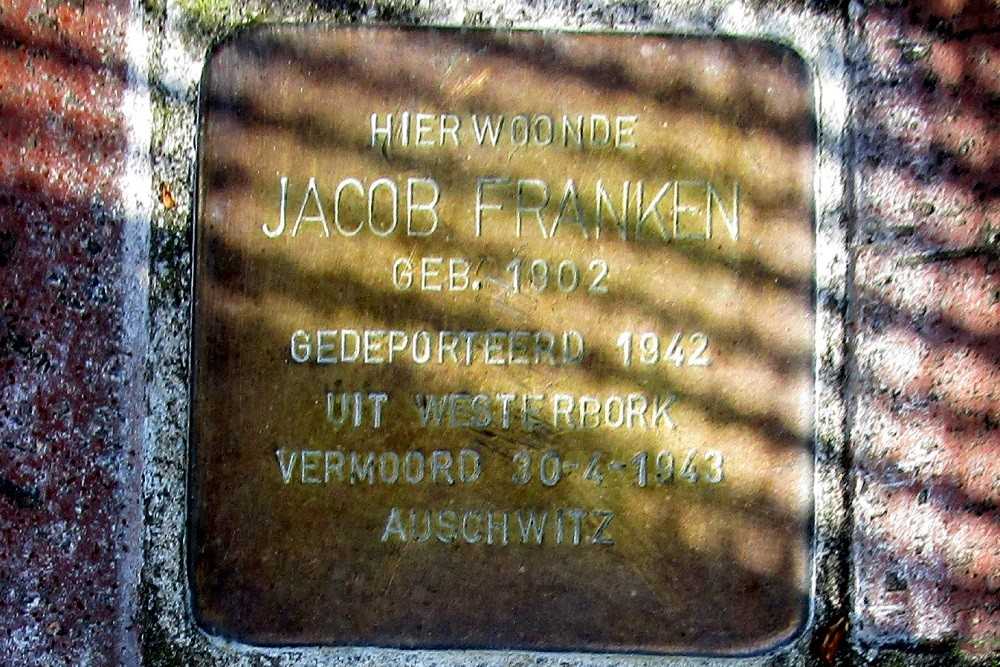 HIER WOONDE
JACOB FRANKEN
GEB. 1902
GEDEPORTEERD 1942
UIT WESTERBORK
VERMOORD 30-4-1943
AUSCHWITZ